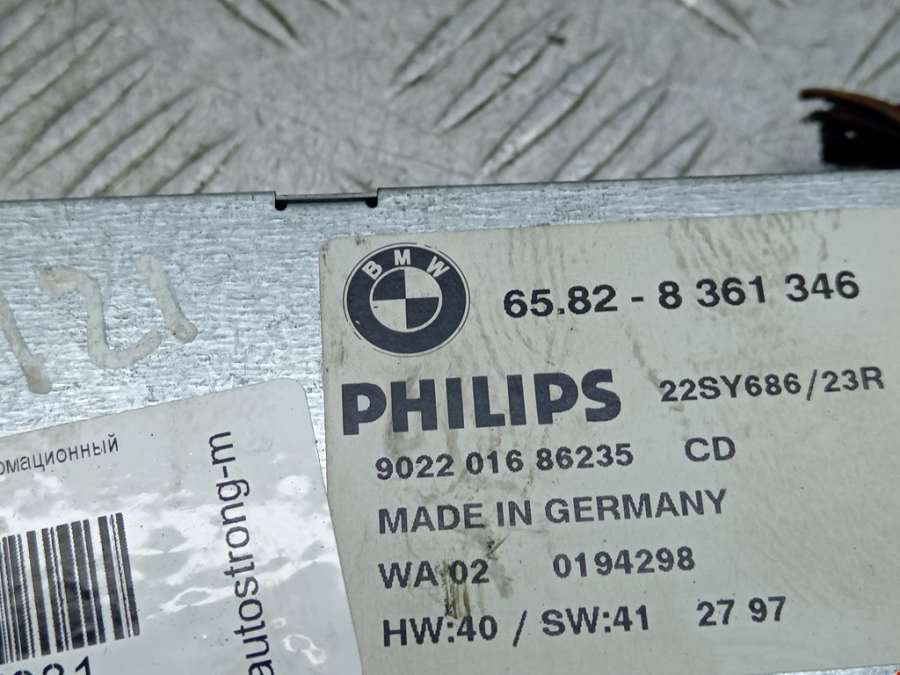 BMW
65.82 - 8 361 346
PHILIPS
22SY686/23R
9022 016 86235 CD
MADE IN GERMANY
WA 02 0194298
HW:40 / SW:41 27 97
121
autostrong-m